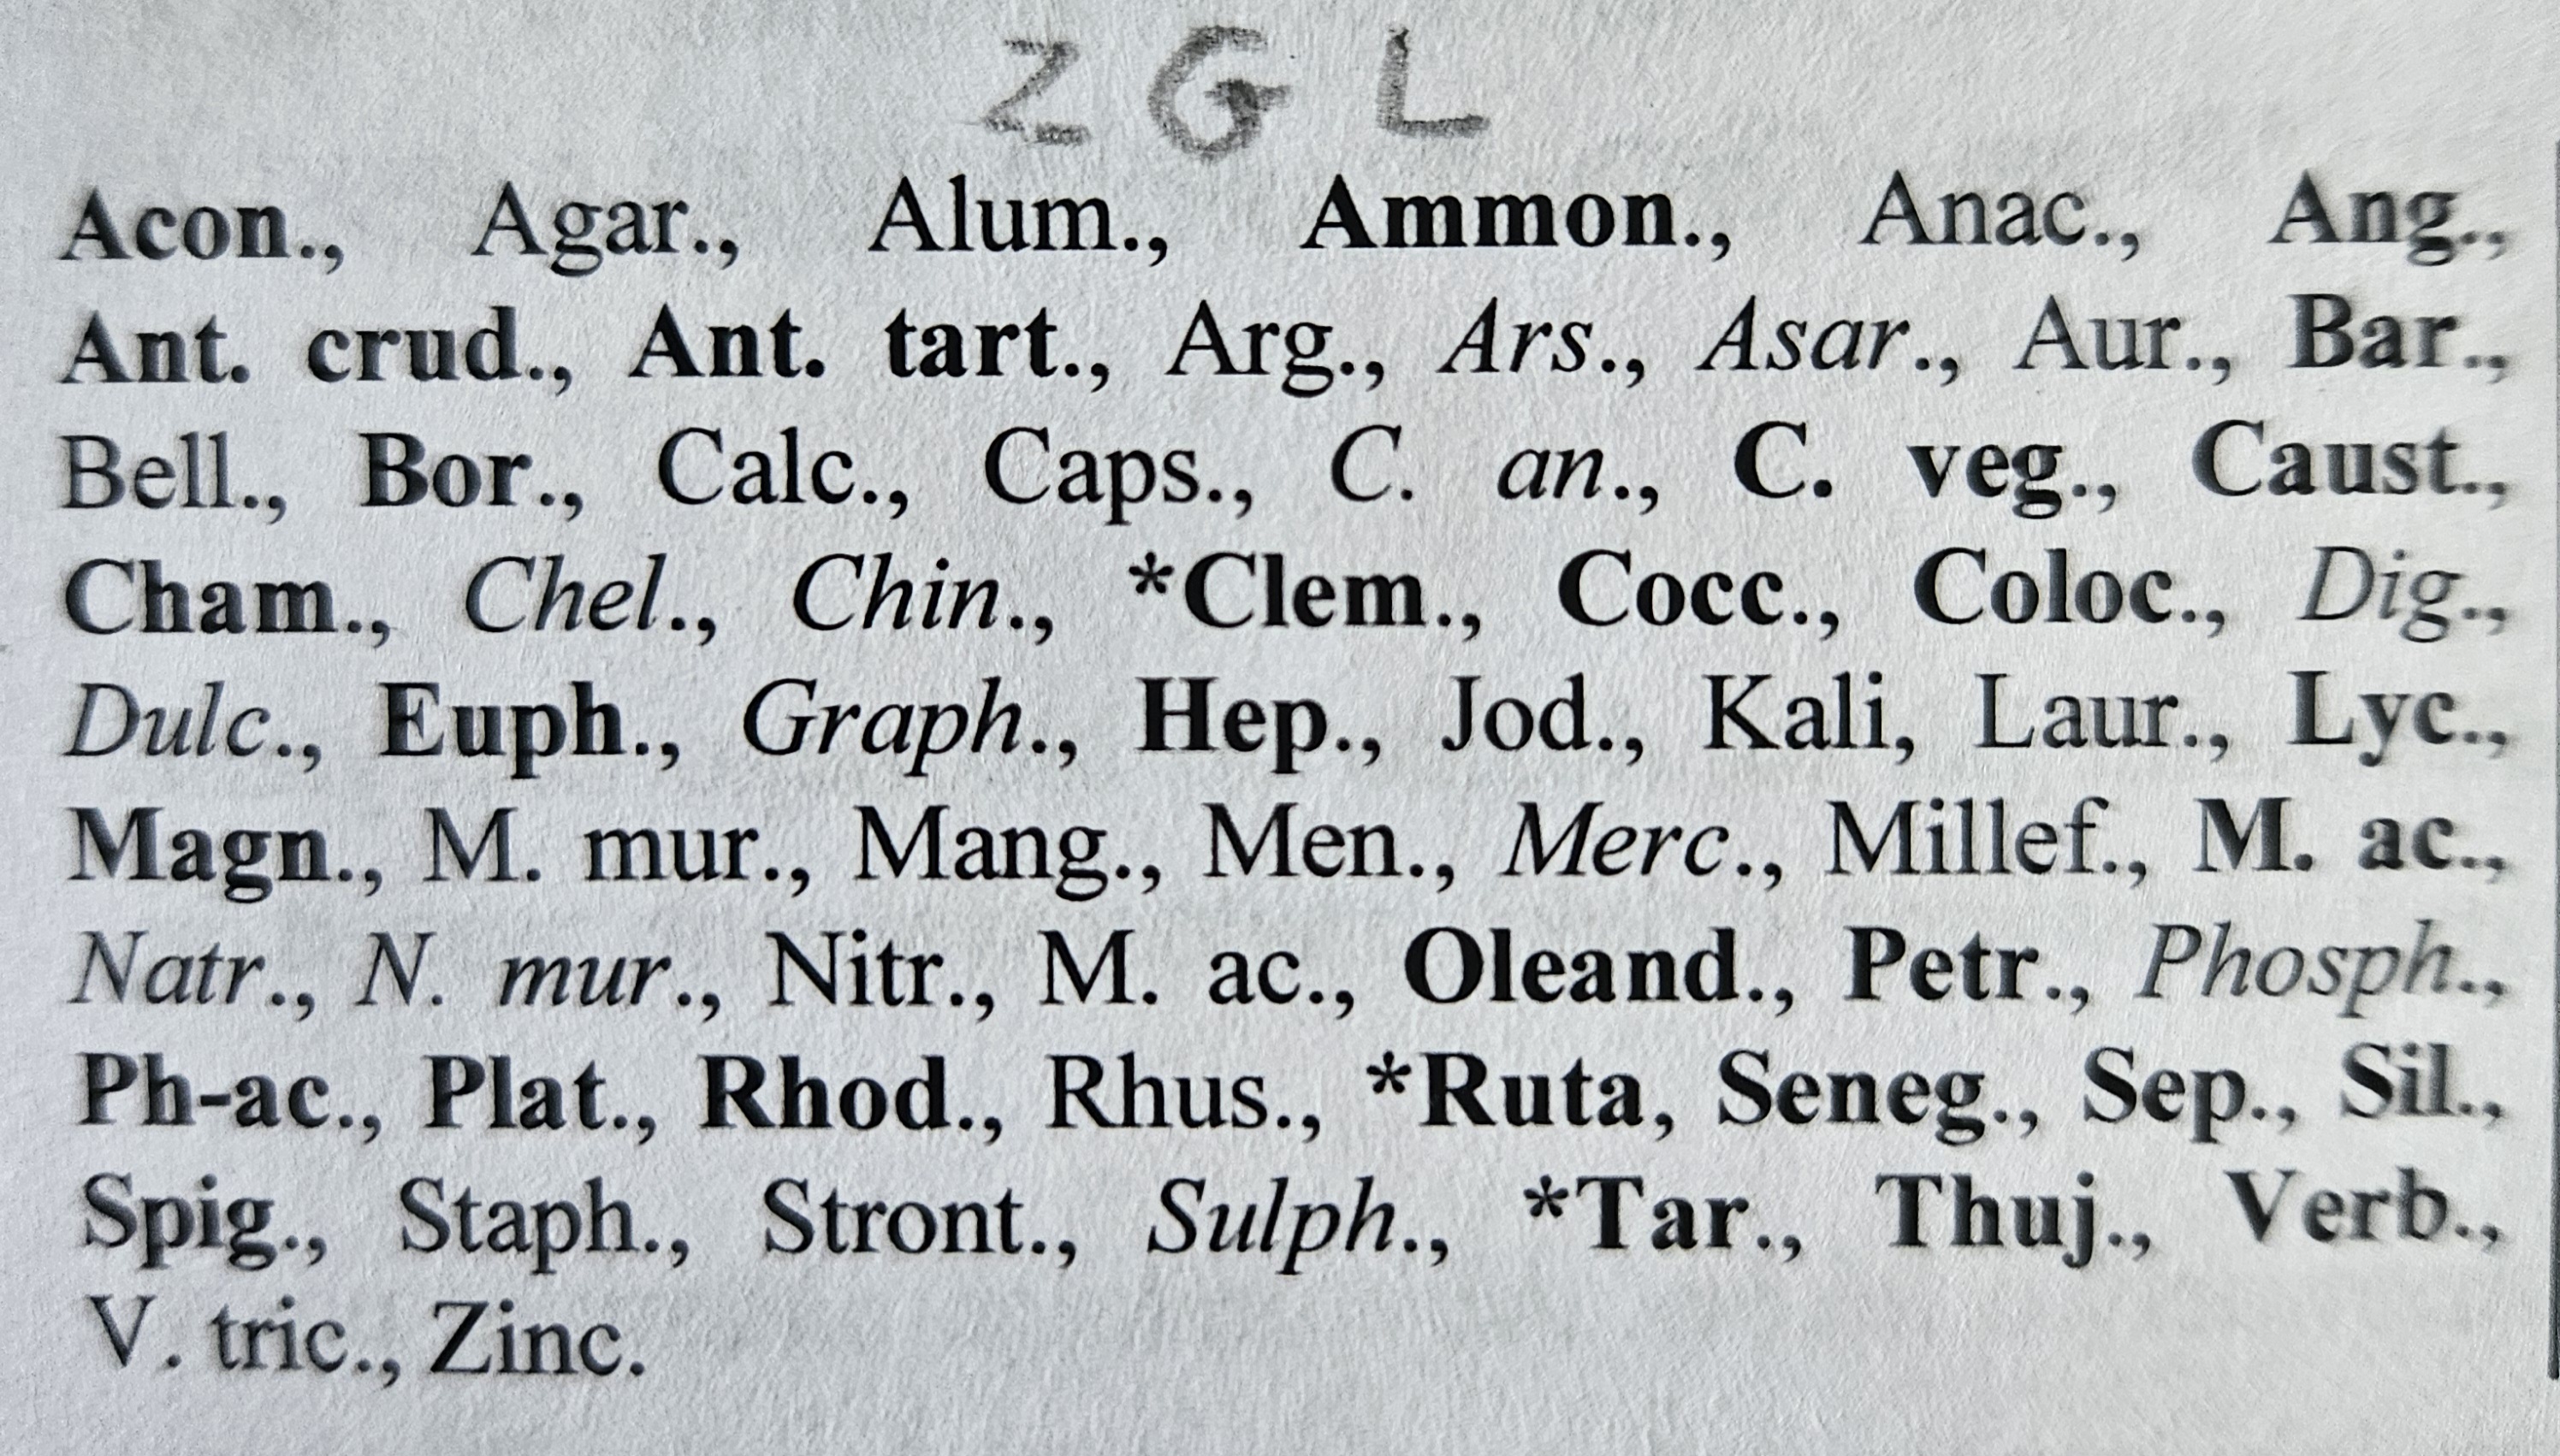 Z G L
Acon., Agar., Alum., Ammon., Anac., Ang.,
Ant. crud., Ant. tart., Arg., Ars., Asar., Aur., Bar.,
Bell., Bor., Calc., Caps., C. an., C. veg., Caust.,
Cham., Chel., Chin., *Clem., Cocc., Coloc., Dig.,
Dulc., Euph., Graph., Hep., Jod., Kali, Laur., Lyc.,
Magn., M. mur., Mang., Men., Merc., Millef., M. ac.,
Natr., N. mur., Nitr., M. ac., Oleand., Petr., Phosph.,
Ph-ac., Plat., Rhod., Rhus., *Ruta, Seneg., Sep., Sil.,
Spig., Staph., Stront., Sulph., *Tar., Thuj., Verb.,
V. tric., Zinc.